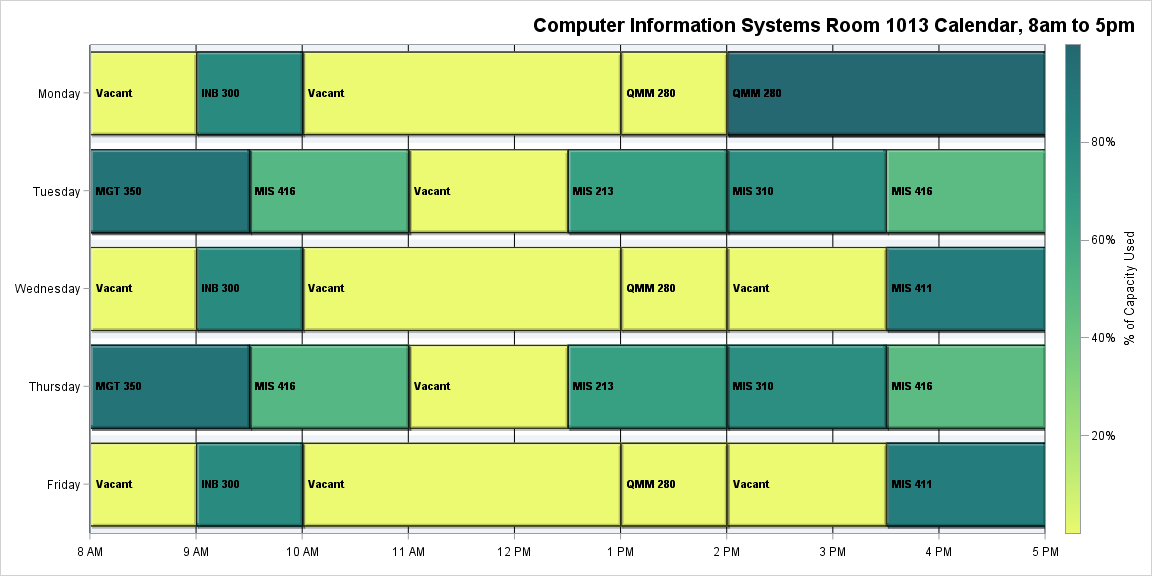 Computer Information Systems Room 1013 Calendar, 8am to 5pm
Monday
Vacant
INB 300
Vacant
QMM 280
QMM 280
Tuesday
MGT 350
MIS 416
Vacant
MIS 213
MIS 310
MIS 416
Wednesday
Vacant
INB 300
Vacant
QMM 280
Vacant
MIS 411
Thursday
MGT 350
MIS 416
Vacant
MIS 213
MIS 310
MIS 416
Friday
Vacant
INB 300
Vacant
QMM 280
Vacant
MIS 411
8 AM
9 AM
10 AM
11 AM
12 PM
1 PM
2 PM
3 PM
4 PM
5 PM
80%
60%
40%
20%
% of Capacity Used